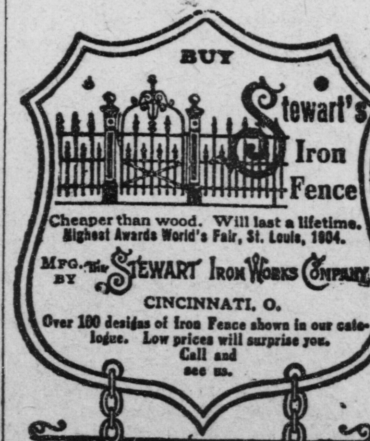 BUY
Stewart's
Iron
Fence
Cheaper than wood. Will last a lifetime.
Highest Awards World's Fair, St. Louis, 1904.
MFG. BY The STEWART IRON WORKS COMPANY
CINCINNATI, O.
Over 100 designs of Iron Fence shown in our cata-
logue. Low prices will surprise you.
Call and
see us.